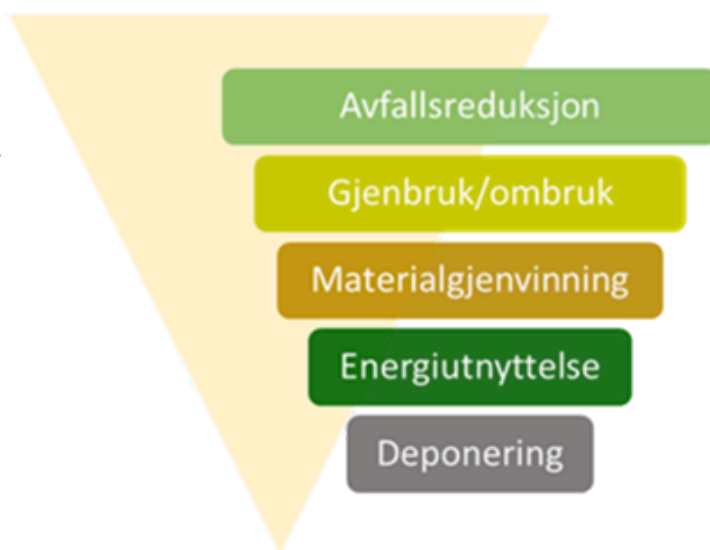 Avfallsreduksjon
Gjenbruk/ombruk
Materialgjenvinning
Energiutnyttelse
Deponering